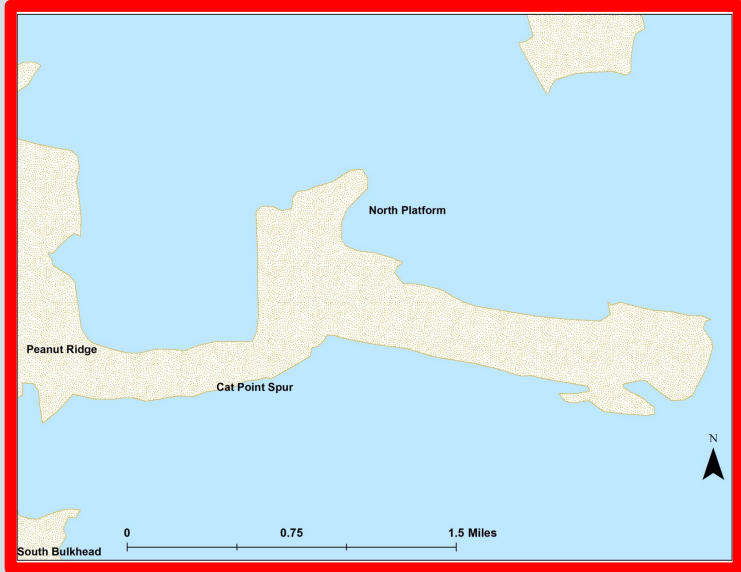 North Platform
Peanut Ridge
Cat Point Spur
N
0 0.75 1.5 Miles
South Bulkhead